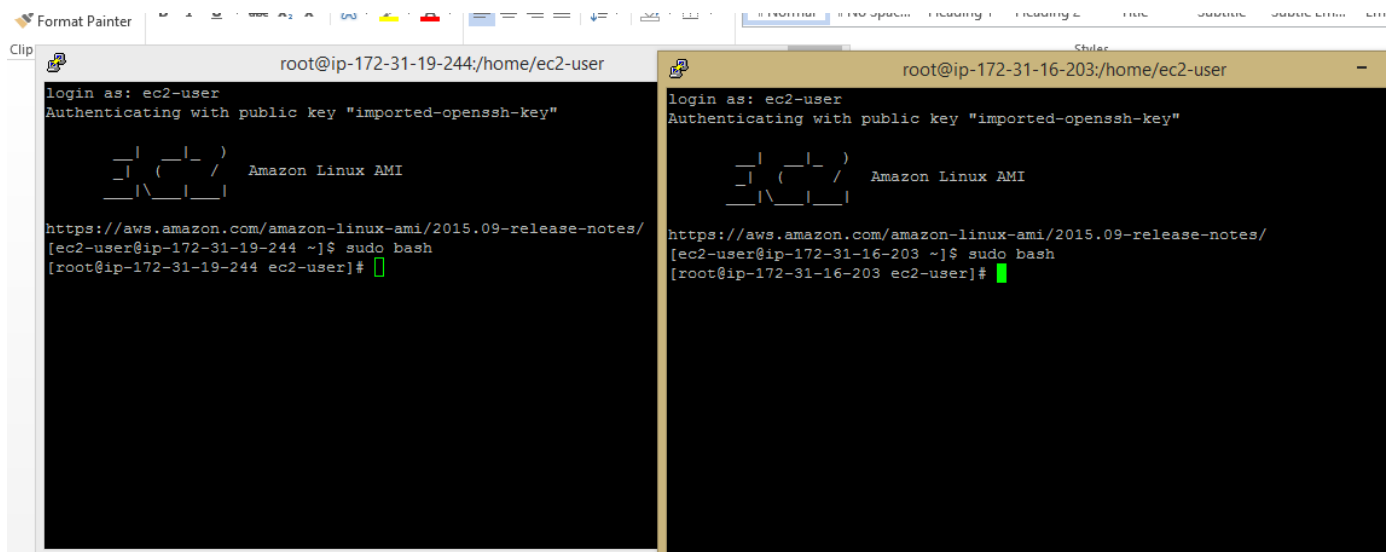 Format Painter
Clip
Styles
root@ip-172-31-19-244:/home/ec2-user
login as: ec2-user
Authenticating with public key "imported-openssh-key"
__|  __|_  )
_|  (     /   Amazon Linux AMI
___|\___|___|
https://aws.amazon.com/amazon-linux-ami/2015.09-release-notes/
[ec2-user@ip-172-31-19-244 ~]$ sudo bash
[root@ip-172-31-19-244 ec2-user]#
root@ip-172-31-16-203:/home/ec2-user
login as: ec2-user
Authenticating with public key "imported-openssh-key"
__|  __|_  )
_|  (     /   Amazon Linux AMI
___|\___|___|
https://aws.amazon.com/amazon-linux-ami/2015.09-release-notes/
[ec2-user@ip-172-31-16-203 ~]$ sudo bash
[root@ip-172-31-16-203 ec2-user]#